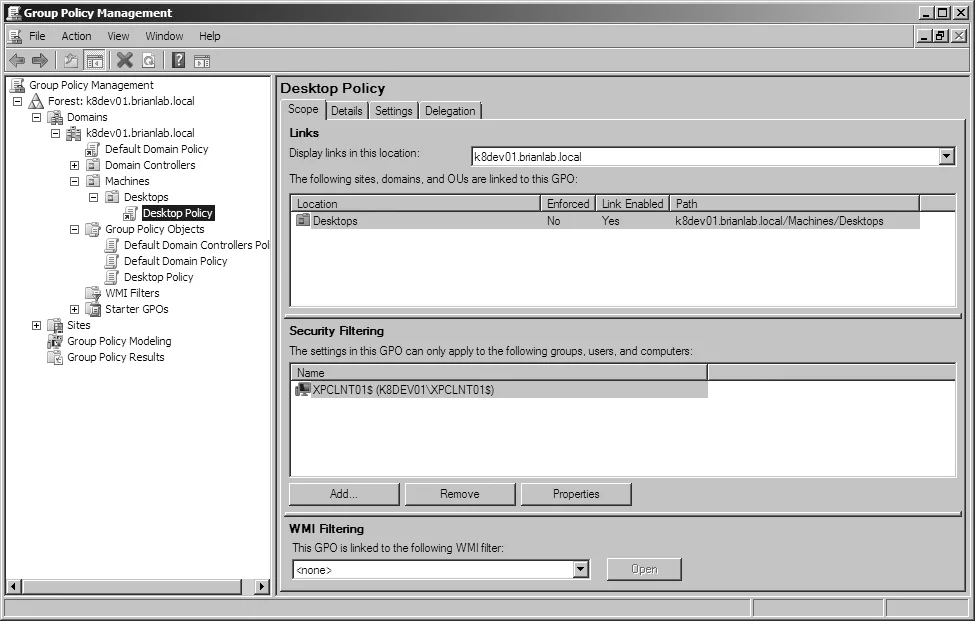 Group Policy Management
File Action View Window Help
Group Policy Management
Forest: k8dev01.brianlab.local
Domains
k8dev01.brianlab.local
Default Domain Policy
Domain Controllers
Machines
Desktops
Desktop Policy
Group Policy Objects
Default Domain Controllers Pol
Default Domain Policy
Desktop Policy
WMI Filters
Starter GPOs
Sites
Group Policy Modeling
Group Policy Results
Desktop Policy
Scope Details Settings Delegation
Links
Display links in this location: k8dev01.brianlab.local
The following sites, domains, and OUs are linked to this GPO:
Location Enforced Link Enabled Path
Desktops No Yes k8dev01.brianlab.local/Machines/Desktops
Security Filtering
The settings in this GPO can only apply to the following groups, users, and computers:
Name
XPCLNT01$ (K8DEV01\XPCLNT01$)
Add... Remove Properties
WMI Filtering
This GPO is linked to the following WMI filter:
<none> Open